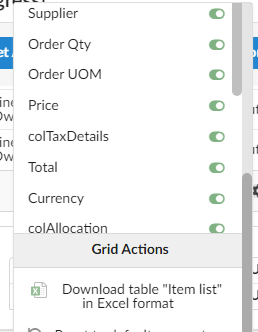 Supplier
Order Qty
Order UOM
Price
colTaxDetails
Total
Currency
colAllocation
Grid Actions
Download table "Item list"
in Excel format